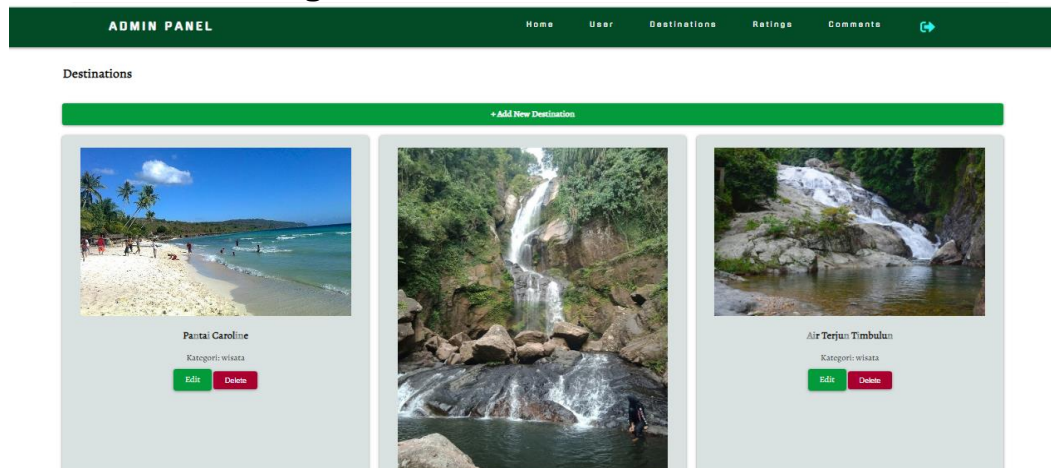 ADMIN PANEL
Home User Destinations Ratings Comments
Destinations
+ Add New Destination
Pantai Caroline
Kategori: wisata
Edit Delete
Air Terjun Timbulun
Kategori: wisata
Edit Delete